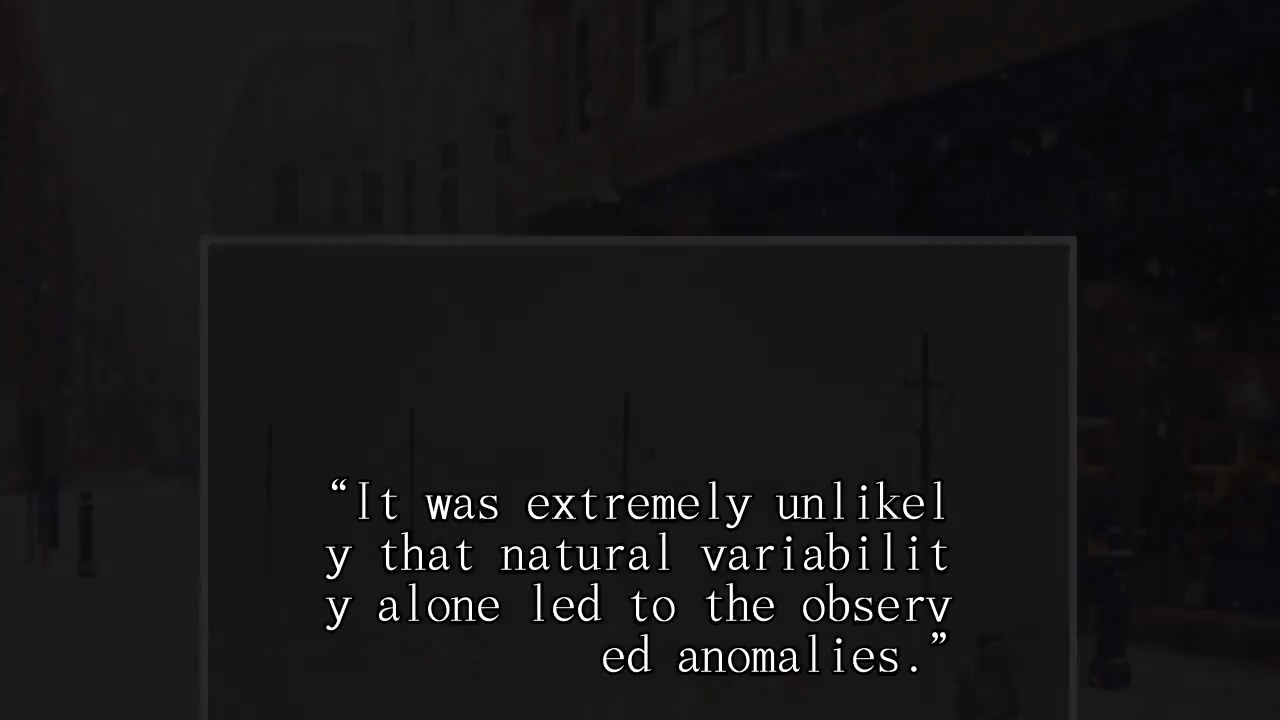 “It was extremely unlikel
y that natural variabilit
y alone led to the observ
ed anomalies.”